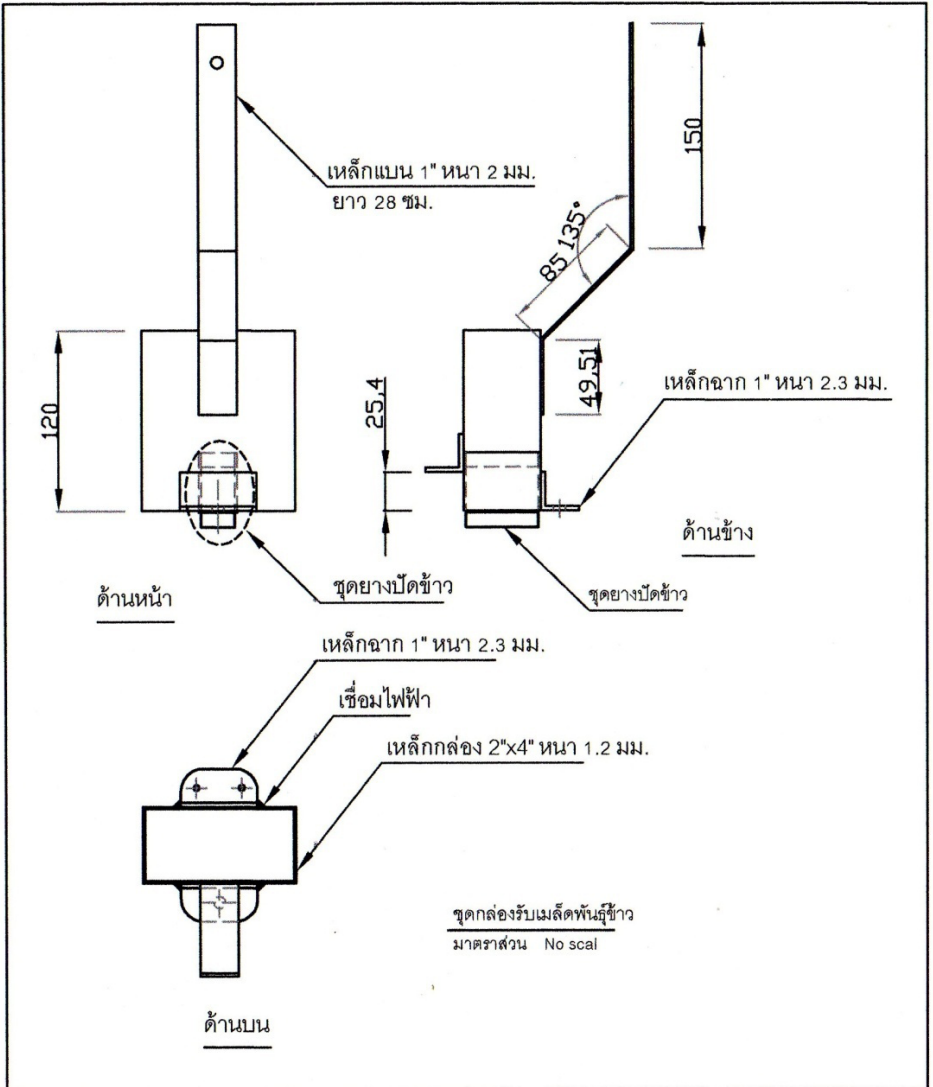 เหล็กแบน 1" หนา 2 มม.
ยาว 28 ซม.
150
85
135°
120
25,4
49,51
เหล็กฉาก 1" หนา 2.3 มม.
ด้านข้าง
ด้านหน้า
ชุดยางปัดข้าว
ชุดยางปัดข้าว
เหล็กฉาก 1" หนา 2.3 มม.
เชื่อมไฟฟ้า
เหล็กกล่อง 2"x4" หนา 1.2 มม.
ชุดกล่องรับเมล็ดพันธุ์ข้าว
มาตราส่วน No scal
ด้านบน